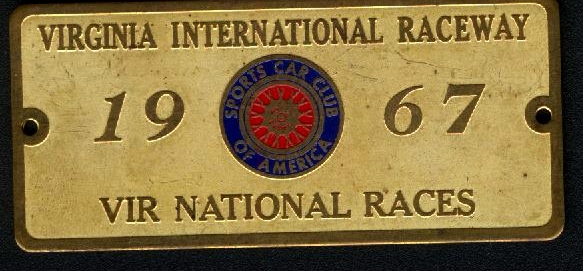 VIRGINIA INTERNATIONAL RACEWAY
19 67
SPORTS CAR CLUB
OF AMERICA
VIR NATIONAL RACES